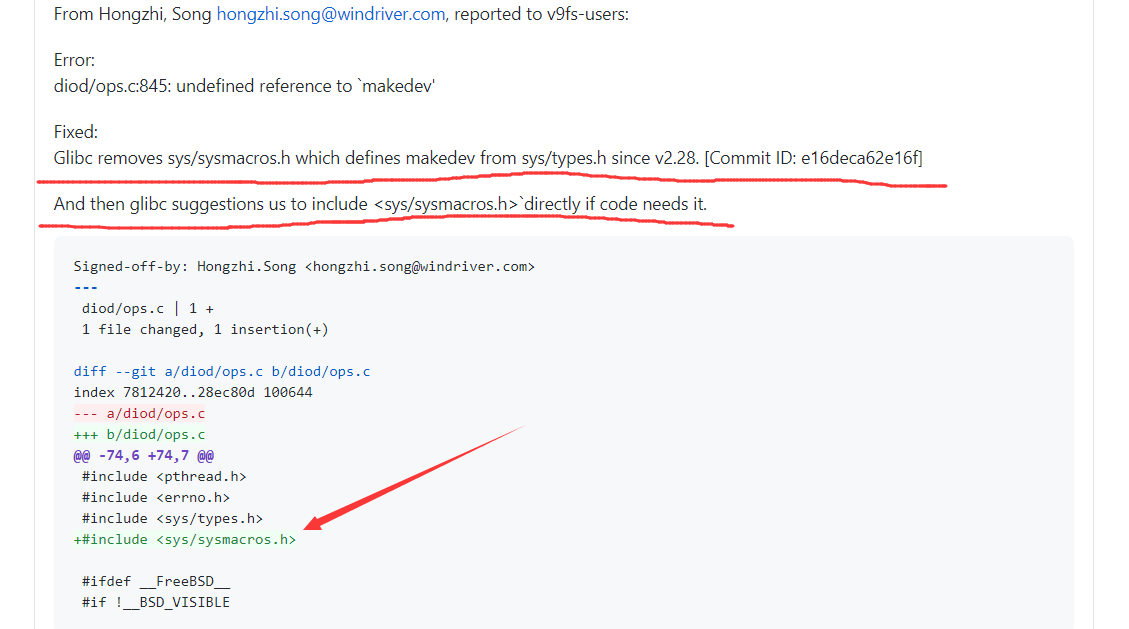 From Hongzhi, Song hongzhi.song@windriver.com, reported to v9fs-users:
Error:
diod/ops.c:845: undefined reference to `makedev'
Fixed:
Glibc removes sys/sysmacros.h which defines makedev from sys/types.h since v2.28. [Commit ID: e16deca62e16f]
And then glibc suggestions us to include <sys/sysmacros.h>`directly if code needs it.
Signed-off-by: Hongzhi.Song <hongzhi.song@windriver.com>
---
diod/ops.c | 1 +
1 file changed, 1 insertion(+)
diff --git a/diod/ops.c b/diod/ops.c
index 7812420..28ec80d 100644
--- a/diod/ops.c
+++ b/diod/ops.c
@@ -74,6 +74,7 @@
#include <pthread.h>
#include <errno.h>
#include <sys/types.h>
+#include <sys/sysmacros.h>
#ifdef __FreeBSD__
#if !__BSD_VISIBLE